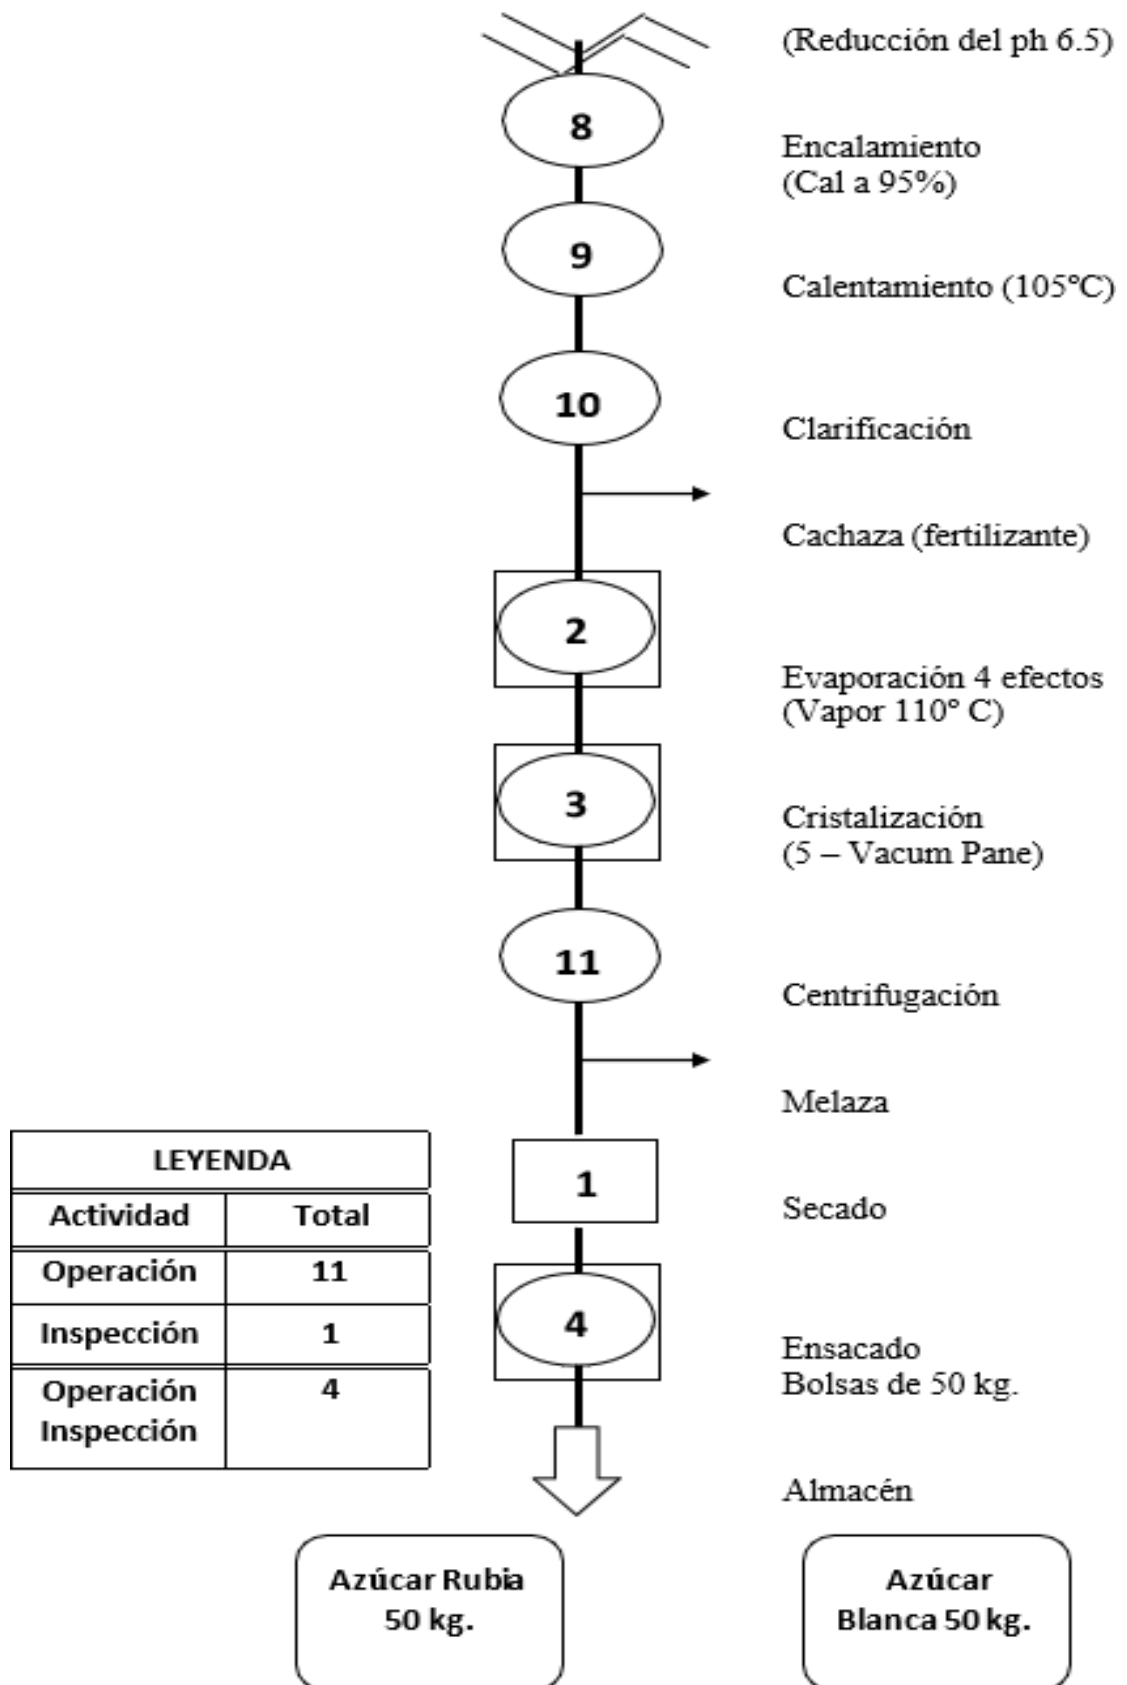 (Reducción del ph 6.5)
8
Encalamiento
(Cal a 95%)
9
Calentamiento (105ºC)
10
Clarificación
Cachaza (fertilizante)
2
Evaporación 4 efectos
(Vapor 110º C)
3
Cristalización
(5 – Vacum Pane)
11
Centrifugación
Melaza
1
Secado
4
Ensacado
Bolsas de 50 kg.
Almacén
LEYENDA
Actividad Total
Operación 11
Inspección 1
Operación 4
Inspección
Azúcar Rubia
50 kg.
Azúcar
Blanca 50 kg.